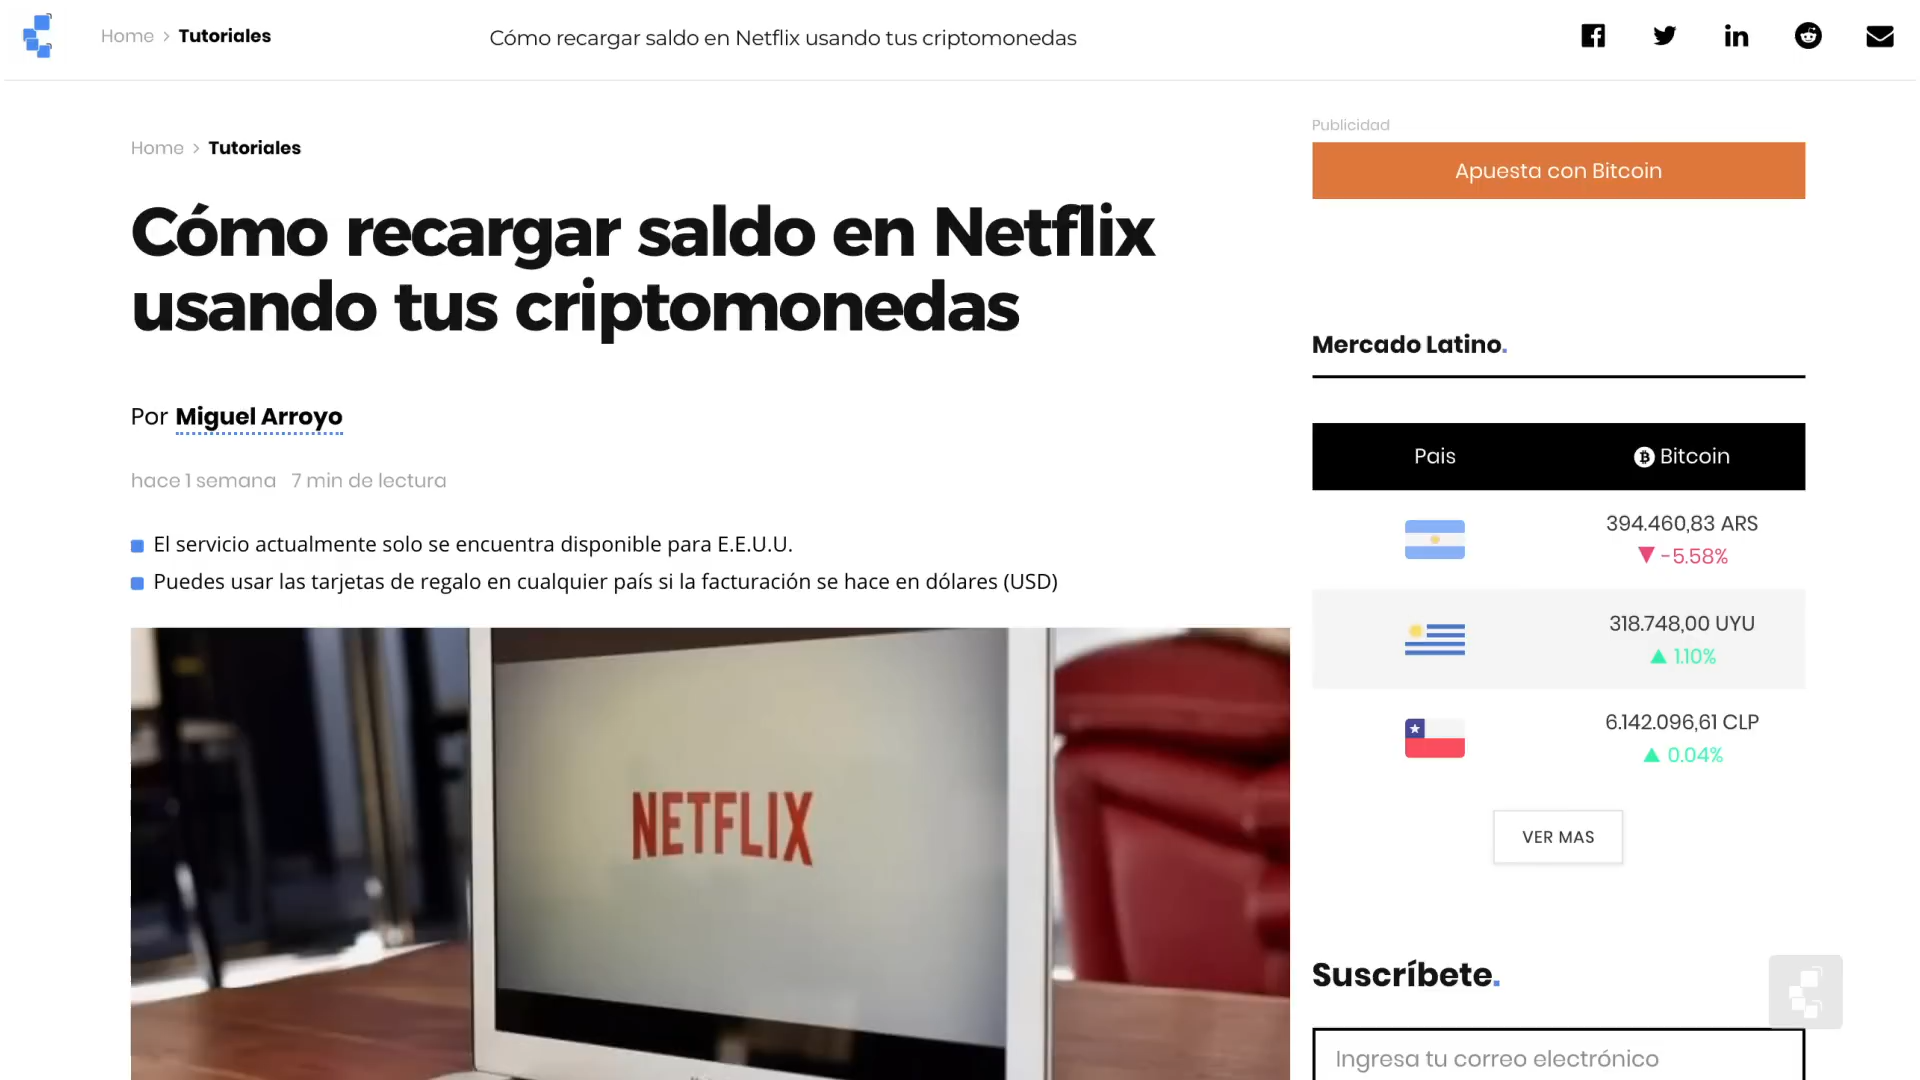 Home > Tutoriales
Cómo recargar saldo en Netflix usando tus criptomonedas
Home > Tutoriales
Cómo recargar saldo en Netflix
usando tus criptomonedas
Por Miguel Arroyo
hace 1 semana 7 min de lectura
El servicio actualmente solo se encuentra disponible para E.E.U.U.
Puedes usar las tarjetas de regalo en cualquier país si la facturación se hace en dólares (USD)
NETFLIX
Publicidad
Apuesta con Bitcoin
Mercado Latino.
Pais Bitcoin
394.460,83 ARS
-5.58%
318.748,00 UYU
1.10%
6.142.096,61 CLP
0.04%
VER MAS
Suscríbete.
Ingresa tu correo electrónico